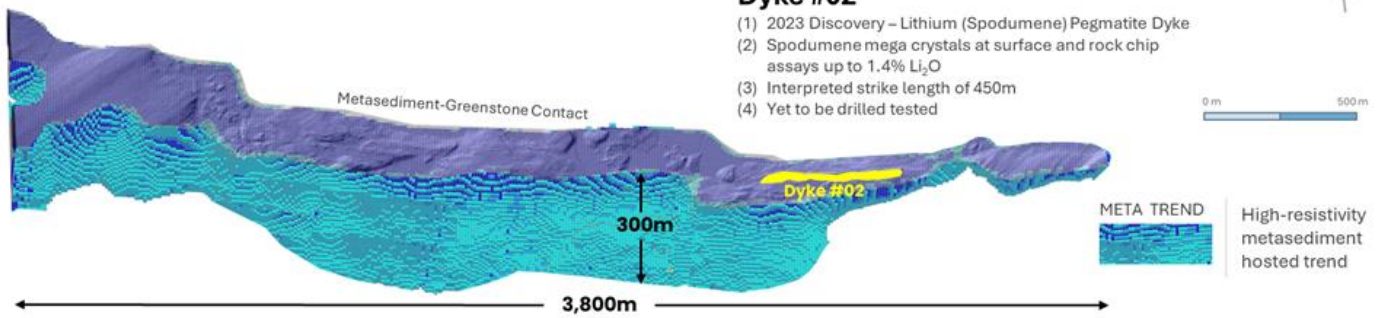 Dyke #02
(1) 2023 Discovery – Lithium (Spodumene) Pegmatite Dyke
(2) Spodumene mega crystals at surface and rock chip
assays up to 1.4% Li₂O
(3) Interpreted strike length of 450m
(4) Yet to be drilled tested
Metasediment-Greenstone Contact
0 m
500 m
Dyke #02
300m
META TREND
High-resistivity
metasediment
hosted trend
3,800m